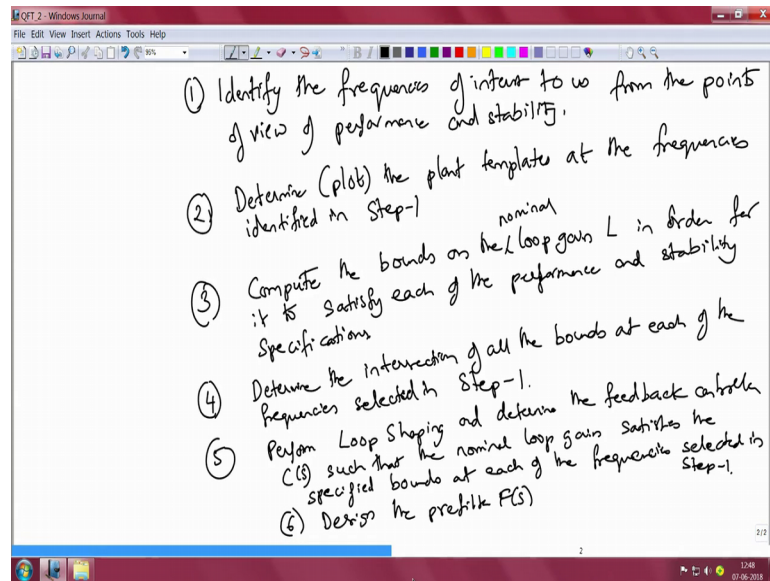 QFT_2 - Windows Journal
File Edit View Insert Actions Tools Help
96%
① Identify the frequencies of interest to us from the points
of view of performance and stability.
② Determine (plot) the plant templates at the frequencies
identified in Step-1
nominal
③ Compute the bounds on the loop gain L in order for
it to satisfy each of the performance and stability
specifications
④ Determine the intersection of all the bounds at each of the
frequencies selected in Step-1.
⑤ Perform Loop Shaping and determine the feedback controller
C(s) such that the nominal loop gain satisfies the
specified bounds at each of the frequencies selected in
Step-1.
⑥ Design the prefilter F(s)
2/2
2
12:48
07-06-2018